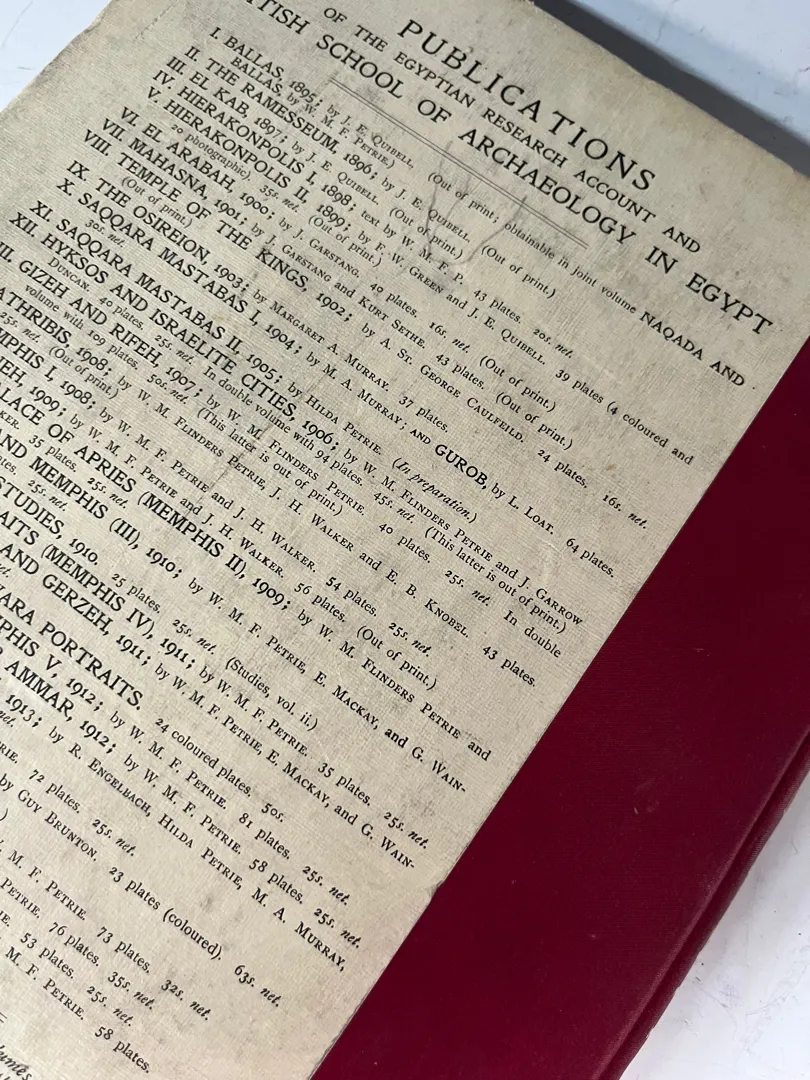 PUBLICATIONS
OF THE EGYPTIAN RESEARCH ACCOUNT AND
TISH SCHOOL OF ARCHAEOLOGY IN EGYPT
I. BALLAS, 1895; by J. E. QUIBELL. (Out of print; obtainable in joint volume NAQADA AND
BALLAS, by W. M. F. PETRIE.)
II. THE RAMESSEUM, 1896; by J. E. QUIBELL. (Out of print.)
III. EL KAB, 1897; by J. E. QUIBELL. (Out of print.)
IV. HIERAKONPOLIS I, 1898; text by W. M. F. P. 43 plates. 20s. net.
V. HIERAKONPOLIS II, 1899; by F. W. GREEN and J. E. QUIBELL. 39 plates (4 coloured and
20 photographic). 35s. net. (Out of print.)
VI. EL ARABAH, 1900; by J. GARSTANG. 40 plates. 16s. net. (Out of print.)
VII. MAHASNA, 1901; by J. GARSTANG and KURT SETHE. 43 plates. (Out of print.)
VIII. TEMPLE OF THE KINGS, 1902; by A. ST. GEORGE CAULFEILD. 24 plates. 16s. net.
(Out of print.)
IX. THE OSIREION, 1903; by MARGARET A. MURRAY. 37 plates.
X. SAQQARA MASTABAS I, 1904; by M. A. MURRAY; AND GUROB, by L. LOAT. 64 plates.
30s. net.
XI. SAQQARA MASTABAS II, 1905; by HILDA PETRIE. (In preparation.)
XII. HYKSOS AND ISRAELITE CITIES, 1906; by W. M. FLINDERS PETRIE and J. GARROW
DUNCAN. 40 plates. 25s. net. In double volume with 94 plates. 45s. net. (This latter is out of print.)
II. GIZEH AND RIFEH, 1907; by W. M. FLINDERS PETRIE. 40 plates. 25s. net. In double
volume with 109 plates. 50s. net. (This latter is out of print.)
ATHRIBIS, 1908; by W. M. FLINDERS PETRIE, J. H. WALKER and E. B. KNOBEL. 43 plates.
25s. net. (Out of print.)
MPHIS I, 1908; by W. M. F. PETRIE and J. H. WALKER. 54 plates. 25s. net.
(Out of print.)
EH, 1909; by W. M. F. PETRIE and J. H. WALKER. 56 plates. (Out of print.)
LACE OF APRIES (MEMPHIS II), 1909; by W. M. FLINDERS PETRIE and
KER. 35 plates. 25s. net.
AND MEMPHIS (III), 1910; by W. M. F. PETRIE, E. MACKAY, and G. WAIN-
ates. 25s. net.
STUDIES, 1910. 25 plates. 25s. net. (Studies, vol. ii.)
AITS (MEMPHIS IV), 1911; by W. M. F. PETRIE. 35 plates. 25s. net.
AND GERZEH, 1911; by W. M. F. PETRIE, E. MACKAY, and G. WAIN-
net.
ARA PORTRAITS. 24 coloured plates. 50s.
PHIS V, 1912; by W. M. F. PETRIE. 81 plates. 25s. net.
AMMAR, 1912; by W. M. F. PETRIE. 58 plates. 25s. net.
1913; by R. ENGELBACH, HILDA PETRIE, M. A. MURRAY,
net.
RIE. 72 plates. 25s. net.
by GUY BRUNTON. 23 plates (coloured). 63s. net.
M. F. PETRIE. 73 plates. 32s. net.
PETRIE. 76 plates. 35s. net.
IE. 53 plates. 25s. net.
M. F. PETRIE. 58 plates.
lumes